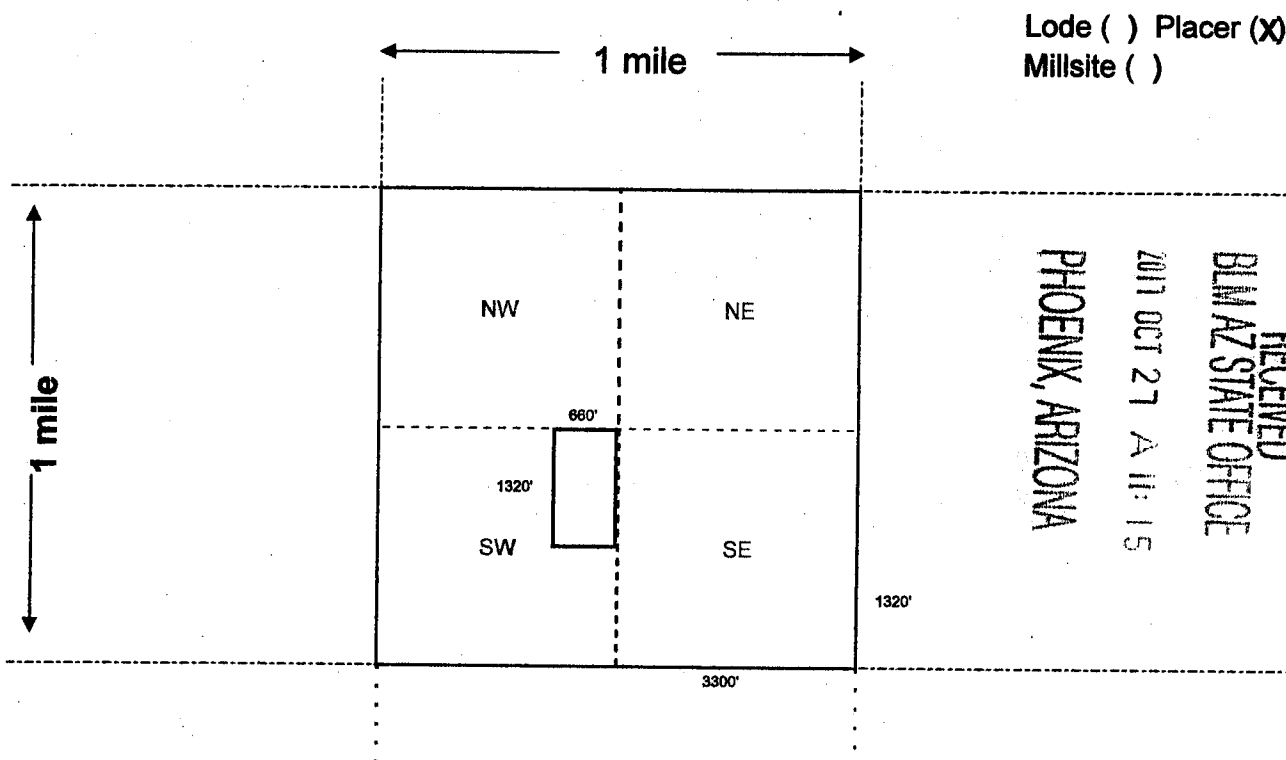 Lode ( ) Placer (X)
Millsite ( )
1 mile
1 mile
NW
NE
660'
1320'
SW
SE
1320'
3300'
RECEIVED
BLM AZ STATE OFFICE
2017 OCT 27 A 11: 15
PHOENIX, ARIZONA